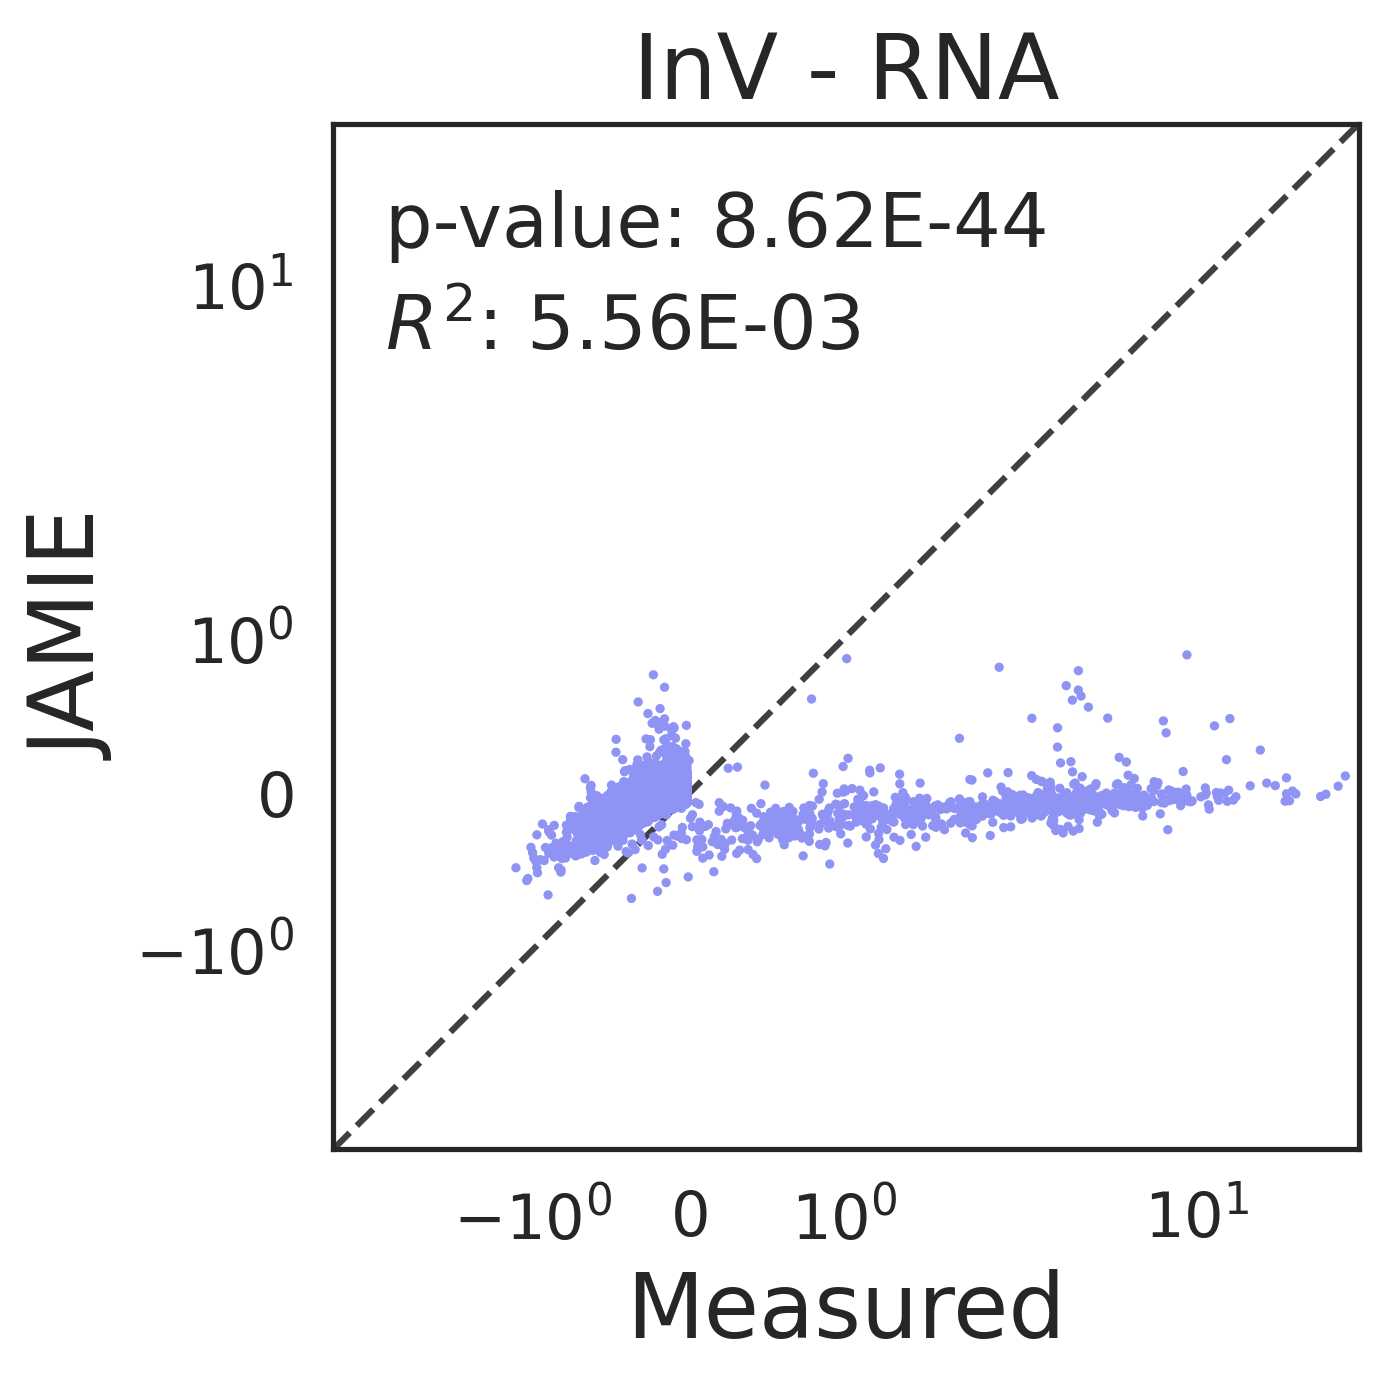 InV - RNA
p-value: 8.62E-44
R²: 5.56E-03
JAMIE
10¹
10⁰
0
−10⁰
−10⁰ 0 10⁰ 10¹
Measured